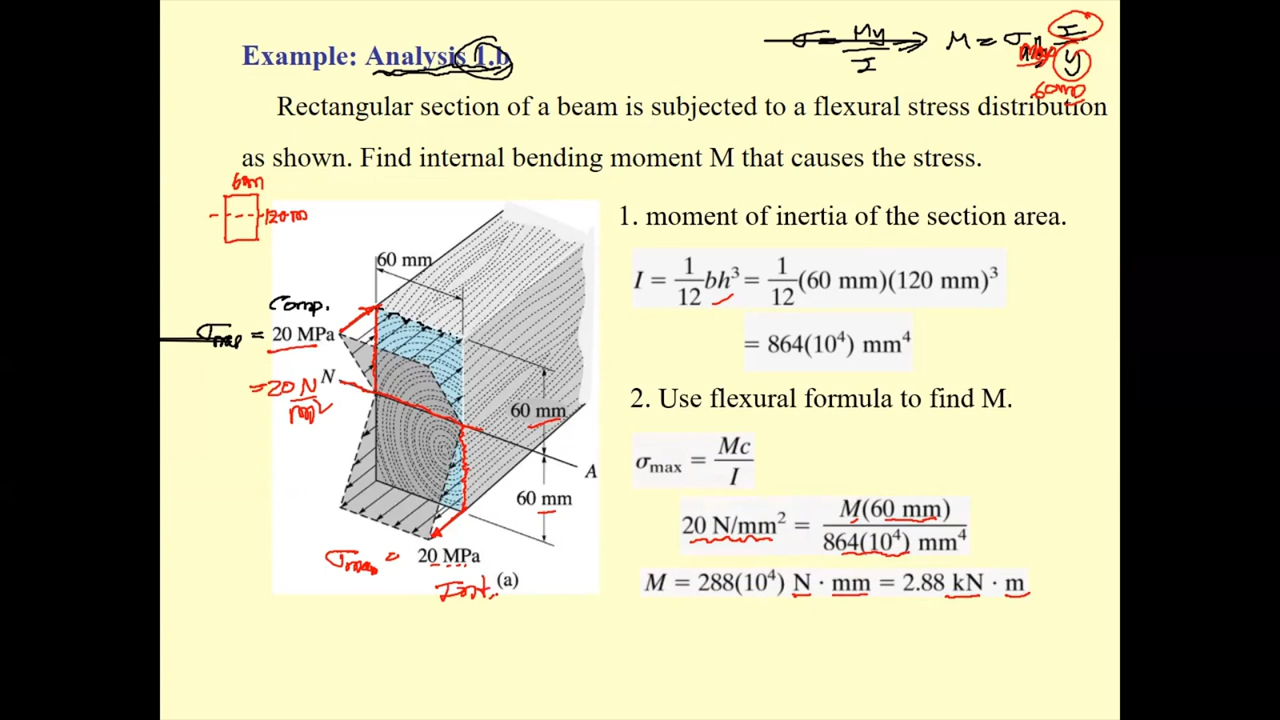 Example: Analysis 1.b
σ = My/I M = σmax I/y
60mm
Rectangular section of a beam is subjected to a flexural stress distribution
as shown. Find internal bending moment M that causes the stress.
120mm
1. moment of inertia of the section area.
60 mm
I = 1/12 bh³ = 1/12 (60 mm)(120 mm)³
Comp.
= 20 MPa
= 864(10⁴) mm⁴
N
= 20 N/mm²
2. Use flexural formula to find M.
60 mm
A
σmax = Mc/I
60 mm
20 N/mm² = M(60 mm)/864(10⁴) mm⁴
σmax = 20 MPa
(a)
M = 288(10⁴) N · mm = 2.88 kN · m